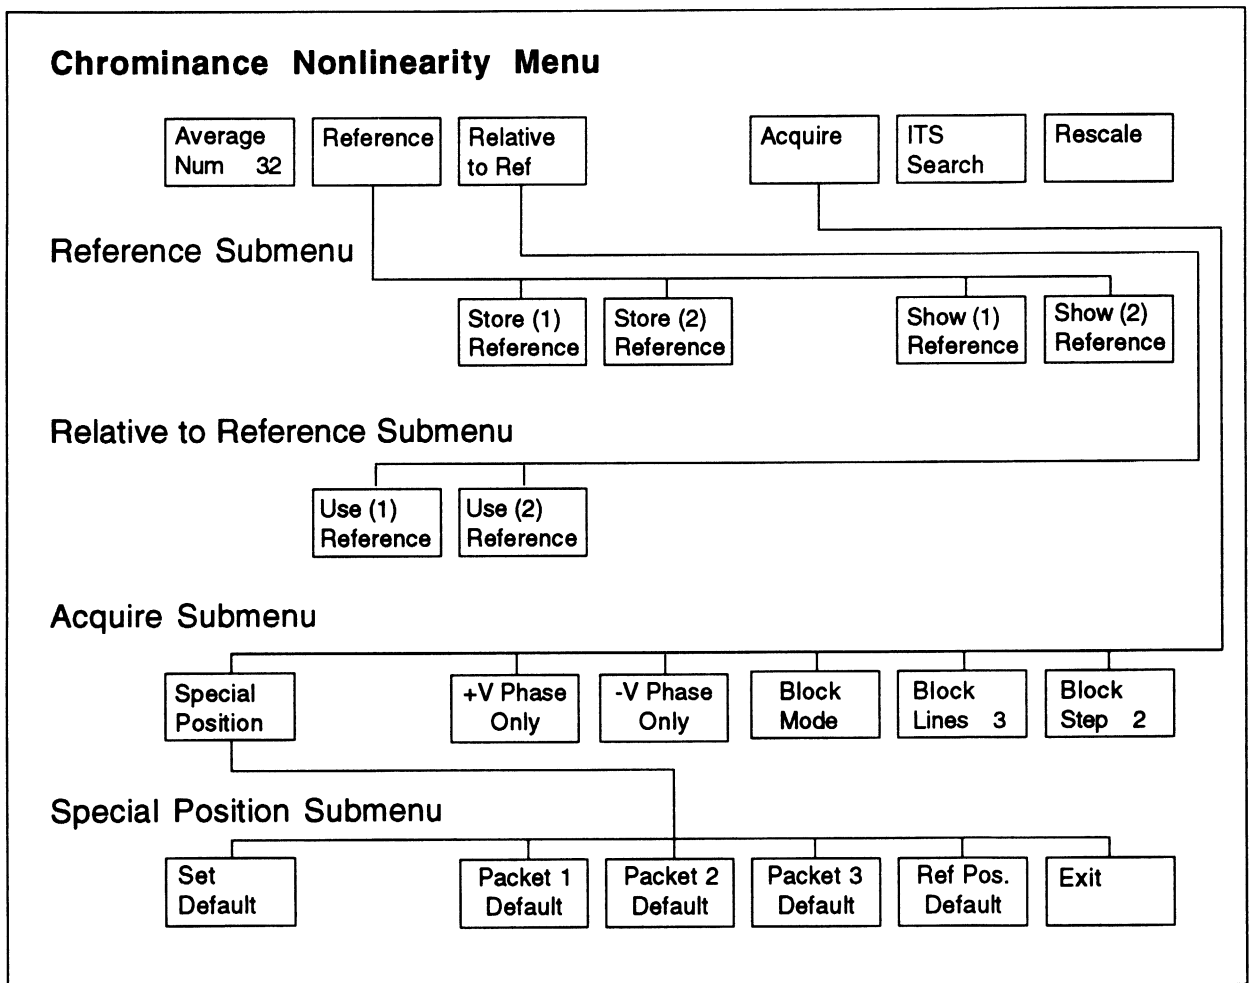 Chrominance Nonlinearity Menu
Average
Num 32
Reference
Relative
to Ref
Acquire
ITS
Search
Rescale
Reference Submenu
Store (1)
Reference
Store (2)
Reference
Show (1)
Reference
Show (2)
Reference
Relative to Reference Submenu
Use (1)
Reference
Use (2)
Reference
Acquire Submenu
Special
Position
+V Phase
Only
-V Phase
Only
Block
Mode
Block
Lines 3
Block
Step 2
Special Position Submenu
Set
Default
Packet 1
Default
Packet 2
Default
Packet 3
Default
Ref Pos.
Default
Exit